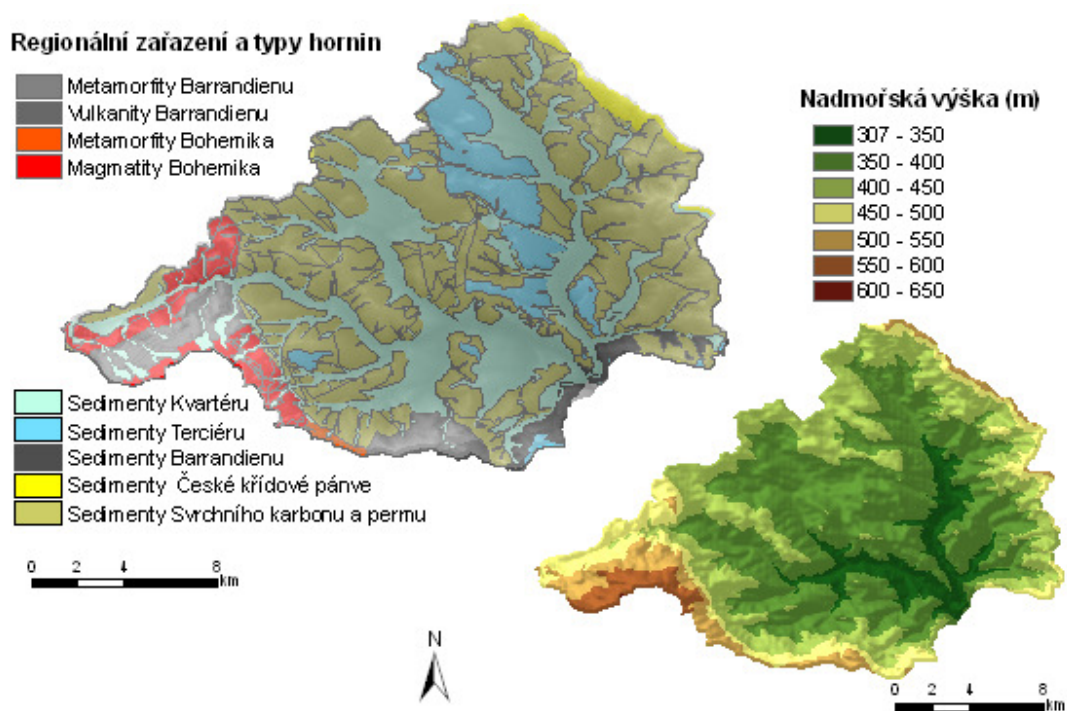 Regionální zařazení a typy hornin
Metamorfity Barrandienu
Vulkanity Barrandienu
Metamorfity Bohemika
Magmatity Bohemika
Nadmořská výška (m)
307 - 350
350 - 400
400 - 450
450 - 500
500 - 550
550 - 600
600 - 650
Sedimenty Kvartéru
Sedimenty Terciéru
Sedimenty Barrandienu
Sedimenty České křídové pánve
Sedimenty Svrchního karbonu a permu
0 2 4 8
km
N
0 2 4 8
km